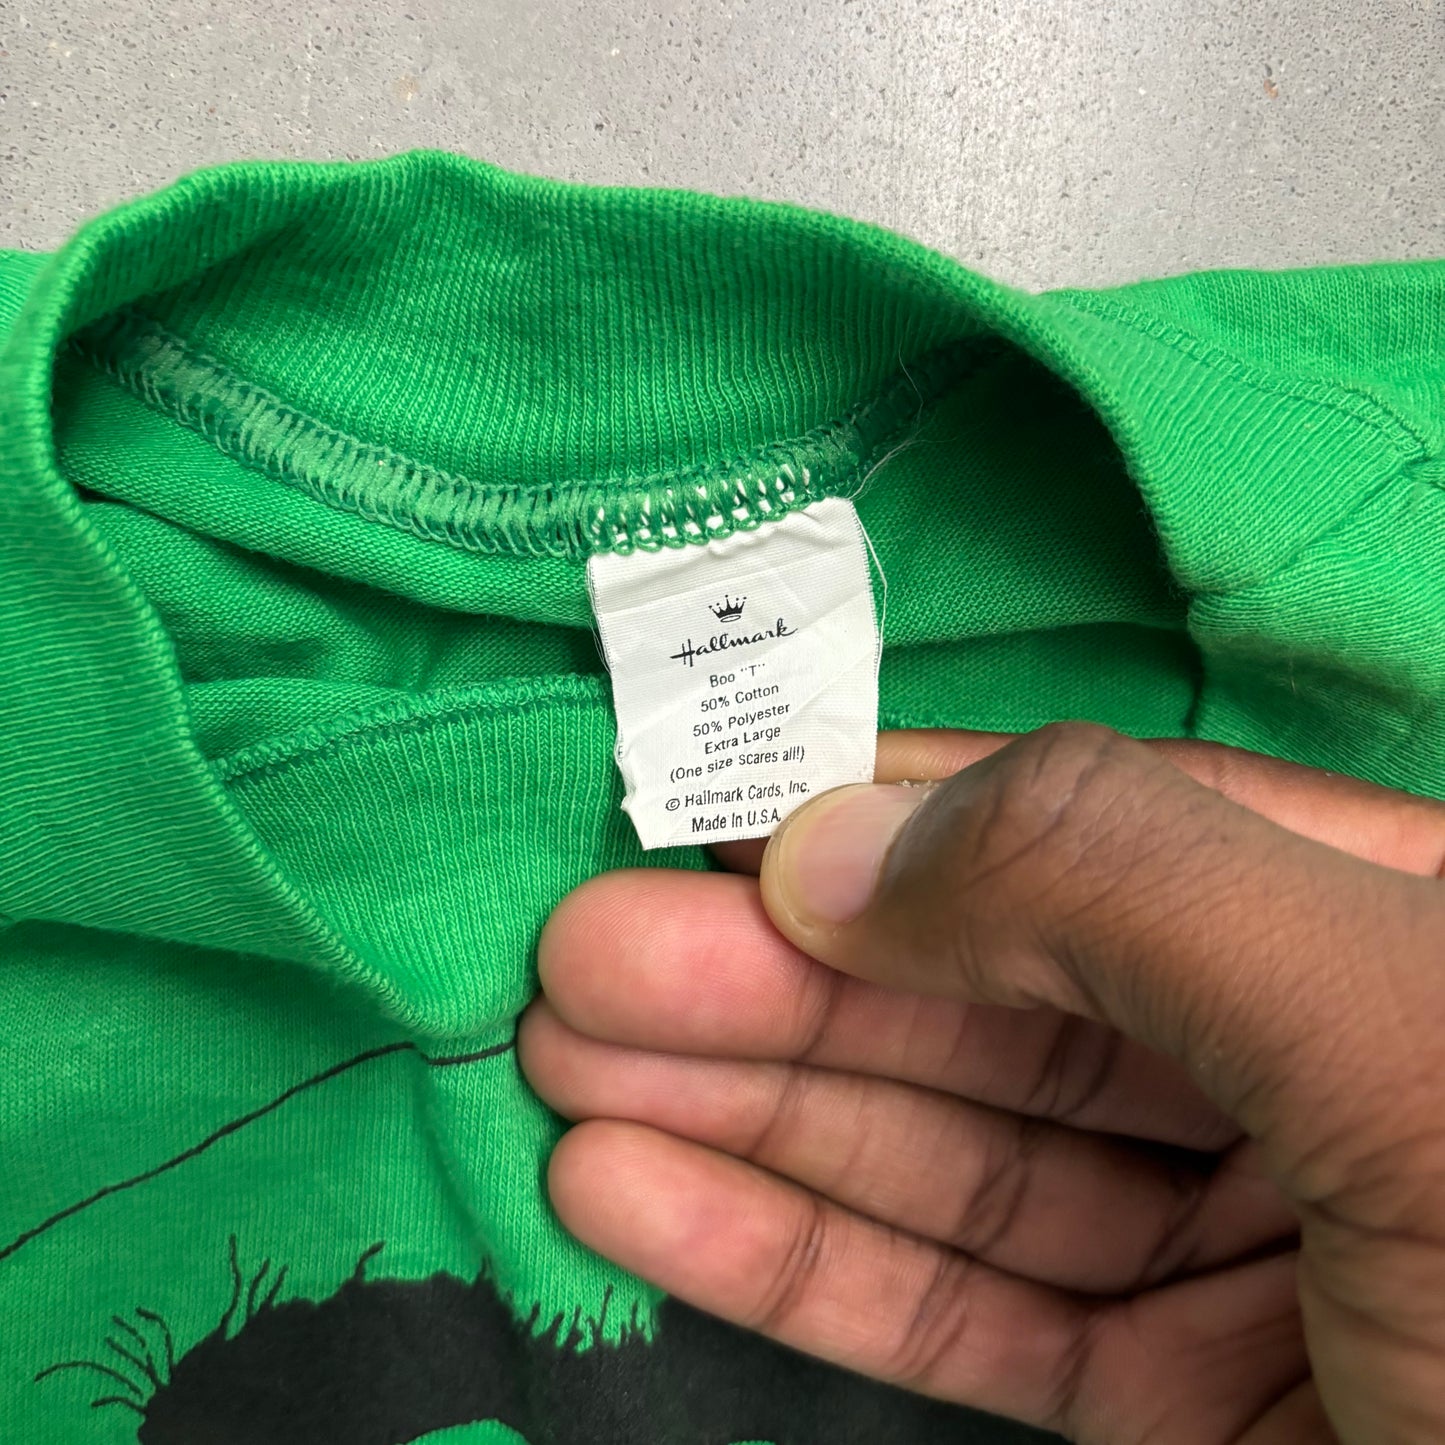 Hallmark
Boo "T"
50% Cotton
50% Polyester
Extra Large
(One size scares all!)
© Hallmark Cards, Inc.
Made In U.S.A.